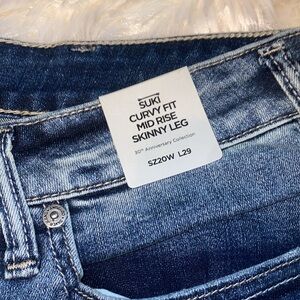 SUKI
CURVY FIT
MID RISE
SKINNY LEG
30th Anniversary Collection
SZ20W L29